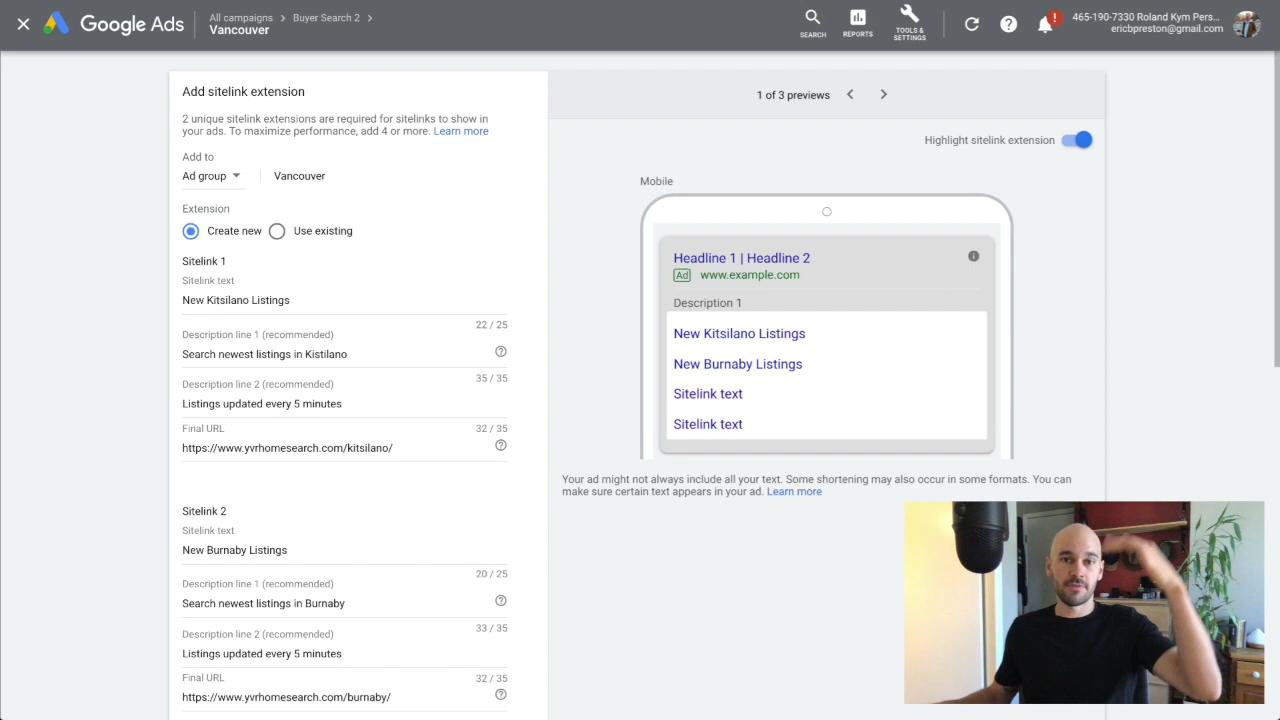 Google Ads
All campaigns > Buyer Search 2 >
Vancouver
SEARCH
REPORTS
TOOLS &
SETTINGS
465-190-7330 Roland Kym Pers...
ericbpreston@gmail.com
Add sitelink extension
2 unique sitelink extensions are required for sitelinks to show in
your ads. To maximize performance, add 4 or more. Learn more
Add to
Ad group
Vancouver
Extension
Create new
Use existing
Sitelink 1
Sitelink text
New Kitsilano Listings
22 / 25
Description line 1 (recommended)
Search newest listings in Kistilano
35 / 35
Description line 2 (recommended)
Listings updated every 5 minutes
32 / 35
Final URL
https://www.yvrhomesearch.com/kitsilano/
Sitelink 2
Sitelink text
New Burnaby Listings
20 / 25
Description line 1 (recommended)
Search newest listings in Burnaby
33 / 35
Description line 2 (recommended)
Listings updated every 5 minutes
32 / 35
Final URL
https://www.yvrhomesearch.com/burnaby/
1 of 3 previews
Highlight sitelink extension
Mobile
Headline 1 | Headline 2
Ad www.example.com
Description 1
New Kitsilano Listings
New Burnaby Listings
Sitelink text
Sitelink text
Your ad might not always include all your text. Some shortening may also occur in some formats. You can
make sure certain text appears in your ad. Learn more